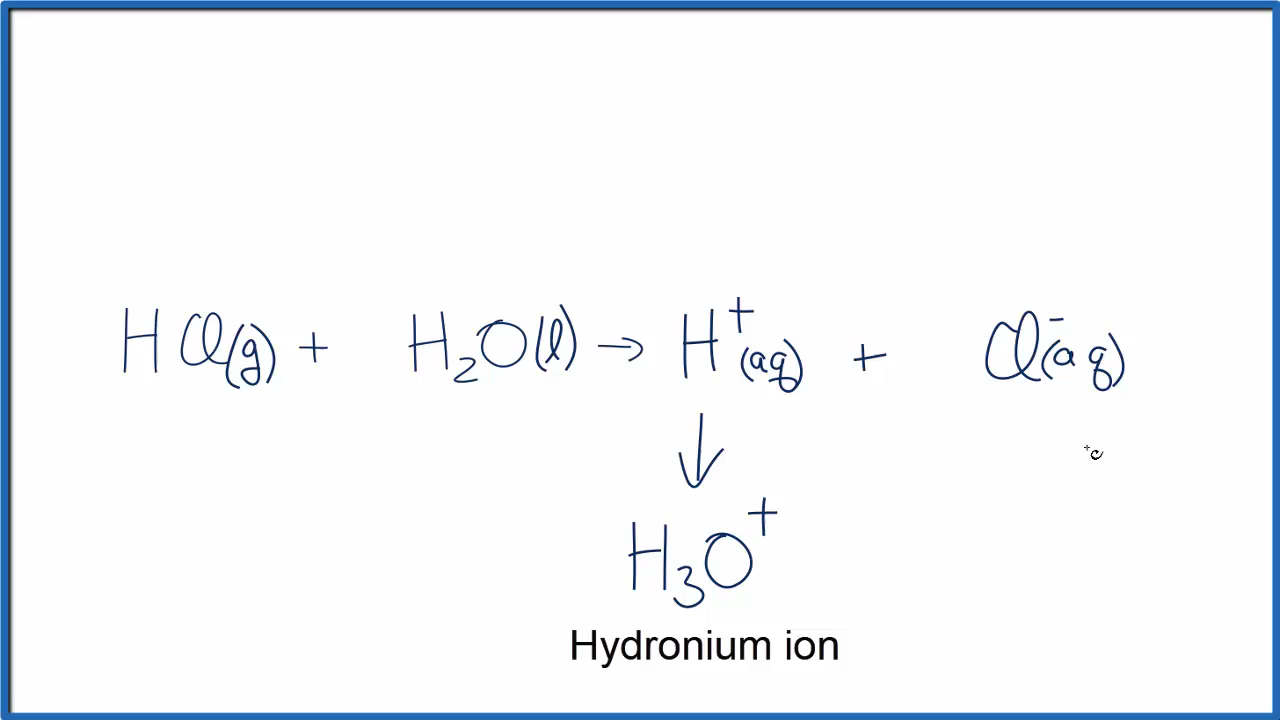 HCl(g) + H₂O(l) → H⁺(aq) + Cl⁻(aq)
↓
H₃O⁺
Hydronium ion